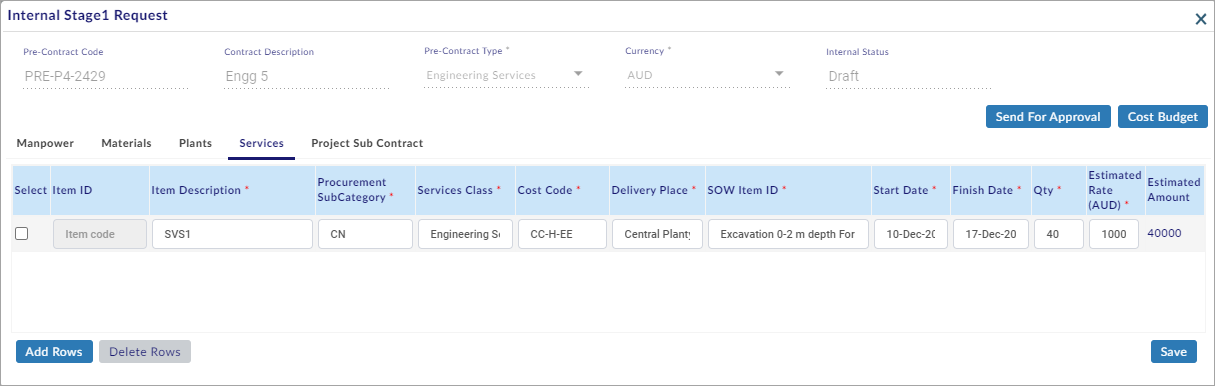 Internal Stage1 Request
Pre-Contract Code
Contract Description
Pre-Contract Type *
Currency *
Internal Status
PRE-P4-2429
Engg 5
Engineering Services
AUD
Draft
Send For Approval
Cost Budget
Manpower
Materials
Plants
Services
Project Sub Contract
Select
Item ID
Item Description *
Procurement
SubCategory *
Services Class *
Cost Code *
Delivery Place *
SOW Item ID *
Start Date *
Finish Date *
Qty *
Estimated
Rate
(AUD) *
Estimated
Amount
Item code
SVS1
CN
Engineering
CC-H-EE
Central Plant
Excavation 0-2 m depth For
10-Dec-20
17-Dec-20
40
1000
40000
Add Rows
Delete Rows
Save